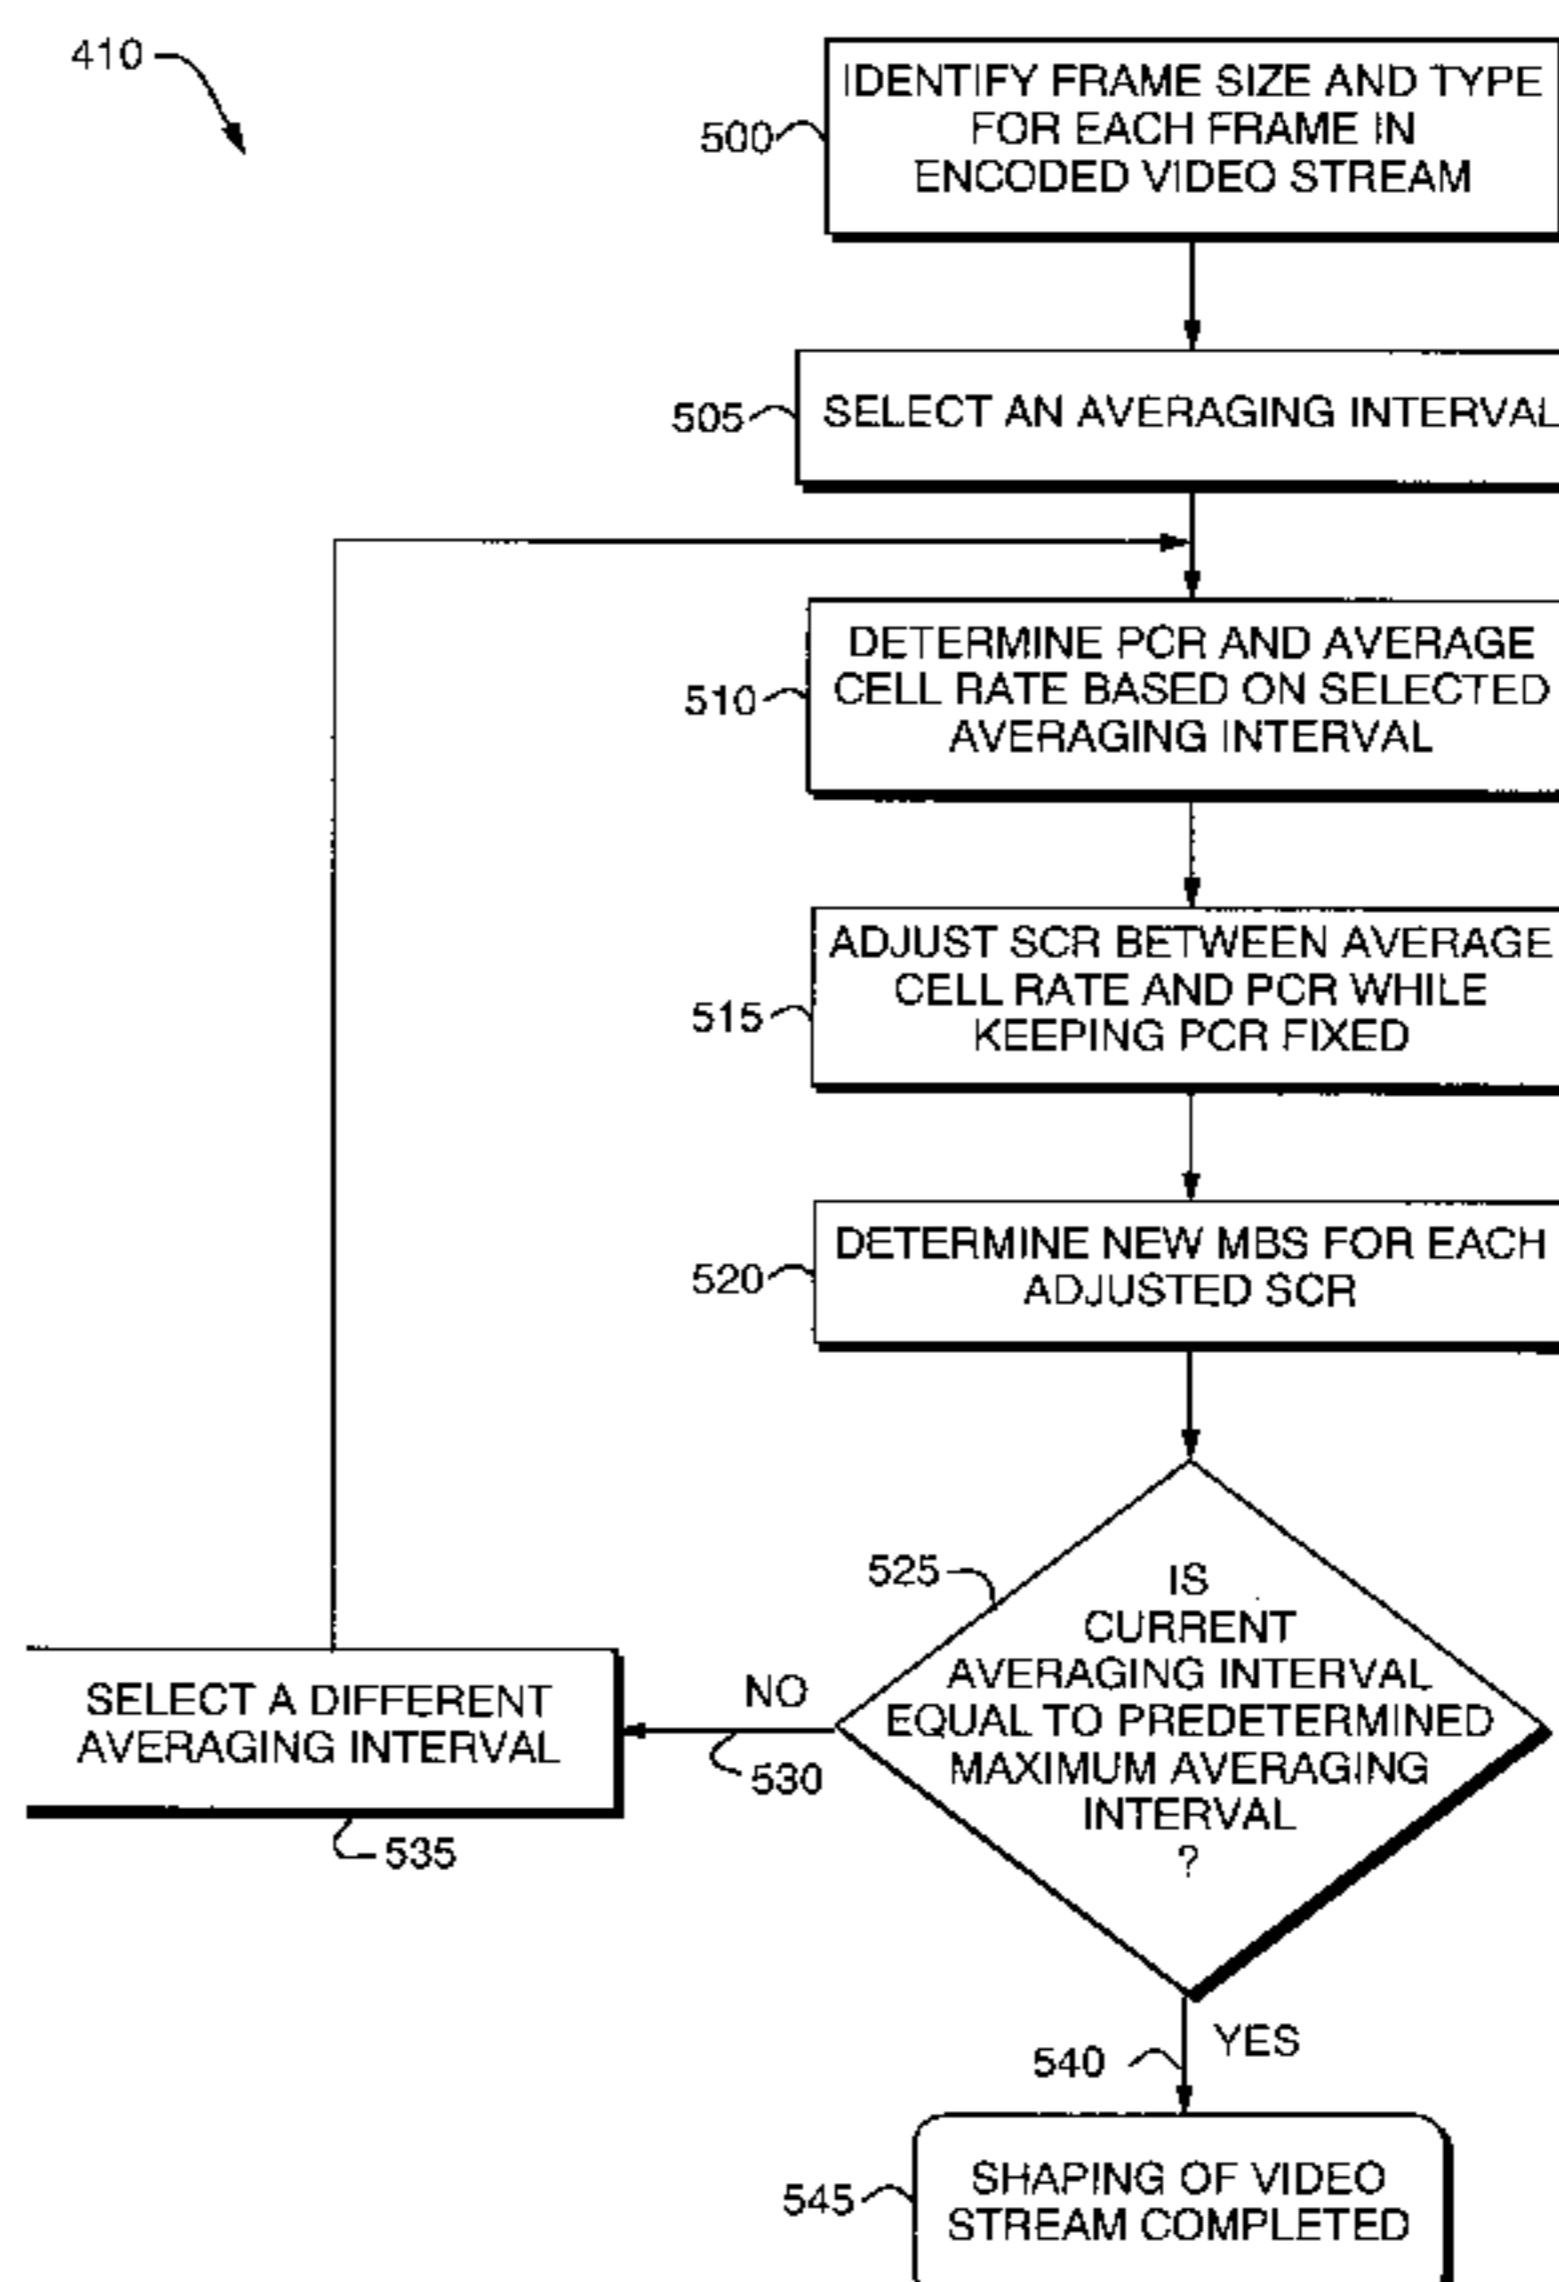 410
IDENTIFY FRAME SIZE AND TYPE
FOR EACH FRAME IN
ENCODED VIDEO STREAM
500
SELECT AN AVERAGING INTERVAL
505
DETERMINE PCR AND AVERAGE
CELL RATE BASED ON SELECTED
AVERAGING INTERVAL
510
ADJUST SCR BETWEEN AVERAGE
CELL RATE AND PCR WHILE
KEEPING PCR FIXED
515
DETERMINE NEW MBS FOR EACH
ADJUSTED SCR
520
525
IS
CURRENT
AVERAGING INTERVAL
EQUAL TO PREDETERMINED
MAXIMUM AVERAGING
INTERVAL
?
NO
530
SELECT A DIFFERENT
AVERAGING INTERVAL
535
YES
540
SHAPING OF VIDEO
STREAM COMPLETED
545